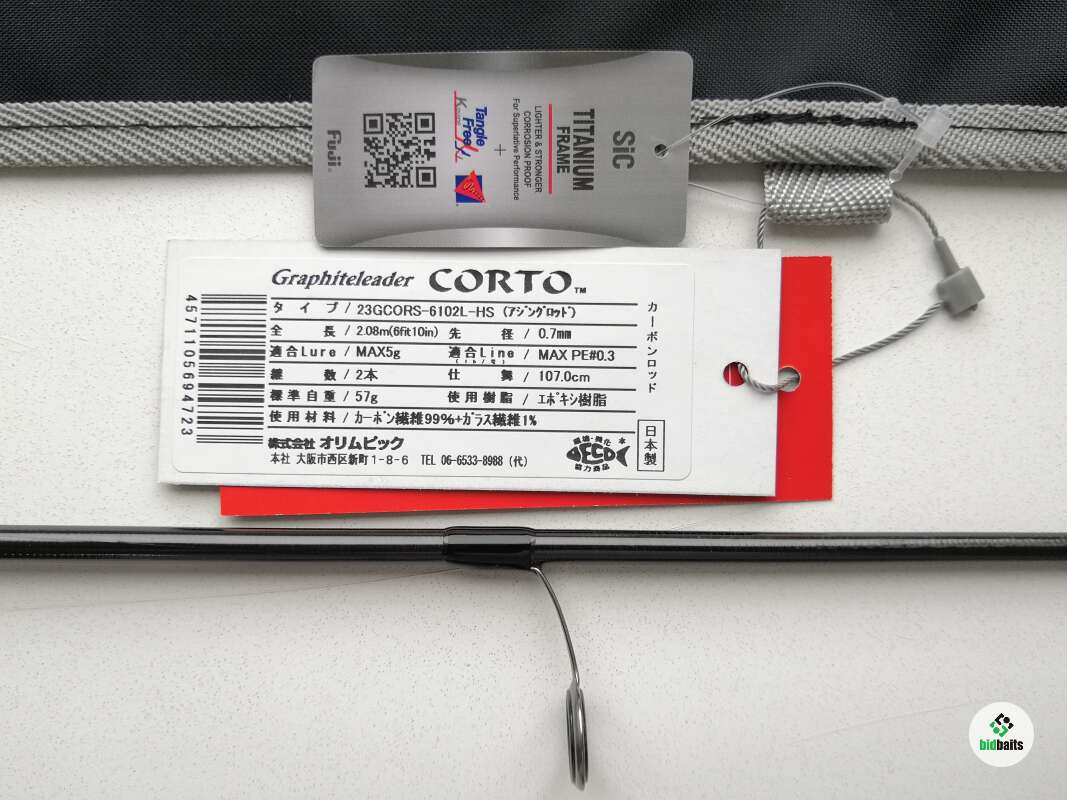 SiC
TITANIUM
FRAME
LIGHTER & STRONGER
CORROSION PROOF
For Superlative Performance
+
Tangle
Free
K
Fuji
Graphiteleader CORTO™
タイプ / 23GCORS-6102L-HS (アジングロッド)
全長 / 2.08m(6fit10in) 先径 / 0.7mm
適合Lure / MAX5g 適合Line / MAX PE#0.3
継数 / 2本 仕舞 / 107.0cm
標準自重 / 57g 使用樹脂 / エポキシ樹脂
使用材料 / カーボン繊維99%+ガラス繊維1%
株式会社 オリムピック
本社 大阪市西区新町1-8-6 TEL 06-6533-8988 (代)
カーボンロッド
日本製
ECO
協力商品
4571105694723
bidbaits